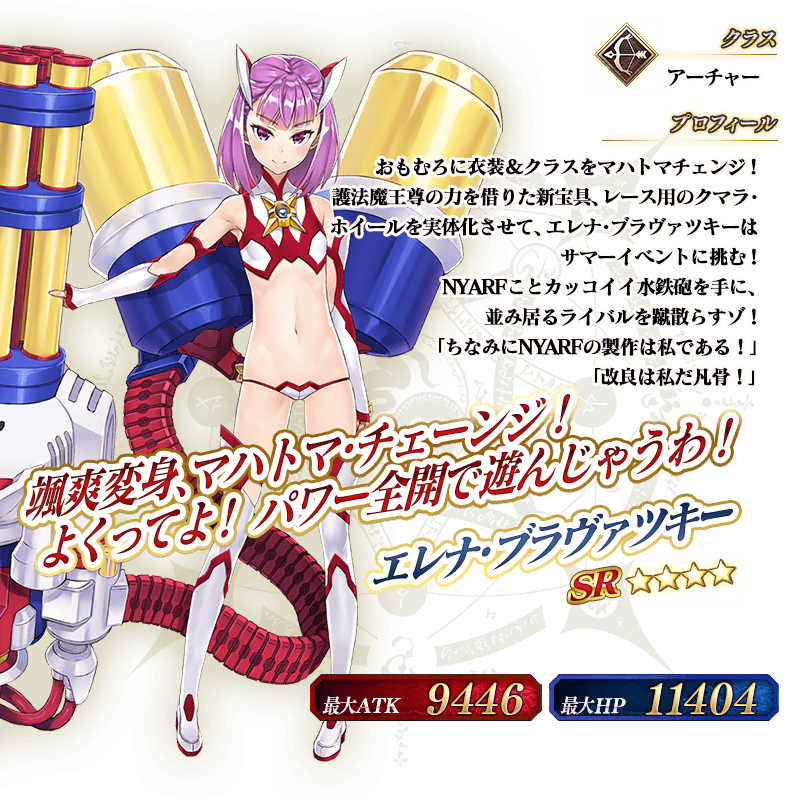 クラス
アーチャー
プロフィール
おもむろに衣装＆クラスをマハトマチェンジ！
護法魔王尊の力を借りた新宝具、レース用のクマラ・
ホイールを実体化させて、エレナ・ブラヴァツキーは
サマーイベントに挑む！
NYARFことカッコイイ水鉄砲を手に、
並み居るライバルを蹴散らすゾ！
「ちなみにNYARFの製作は私である！」
「改良は私だ凡骨！」
颯爽変身、マハトマ・チェーンジ！
よくってよ！ パワー全開で遊んじゃうわ！
エレナ・ブラヴァツキー
SR ★★★★
最大ATK 9446
最大HP 11404